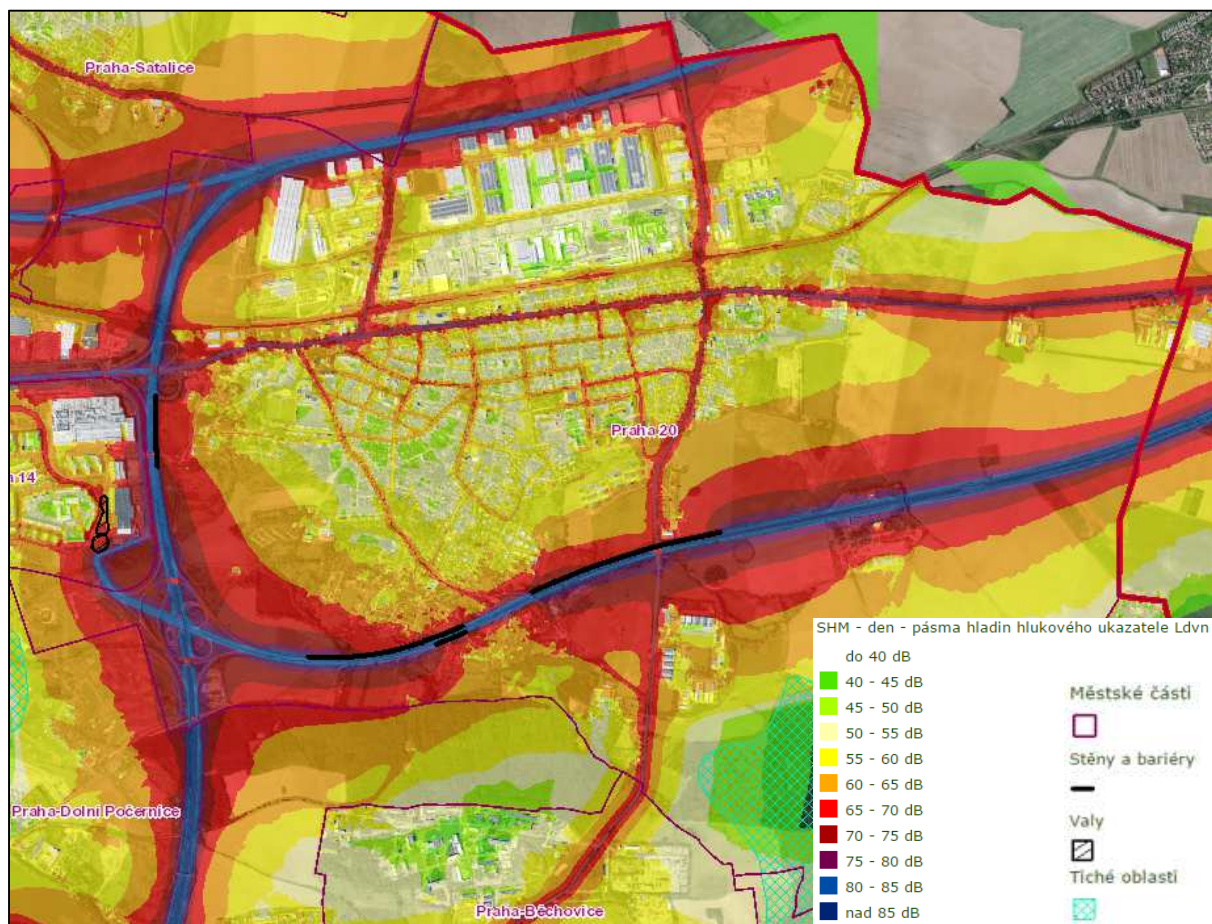 Praha-Satalice
Praha 20
14
Praha-Dolní Počernice
Praha-Běchovice
SHM - den - pásma hladin hlukového ukazatele Ldvn
do 40 dB
40 - 45 dB
45 - 50 dB
50 - 55 dB
55 - 60 dB
60 - 65 dB
65 - 70 dB
70 - 75 dB
75 - 80 dB
80 - 85 dB
nad 85 dB
Městské části
Stěny a bariéry
Valy
Tiché oblasti